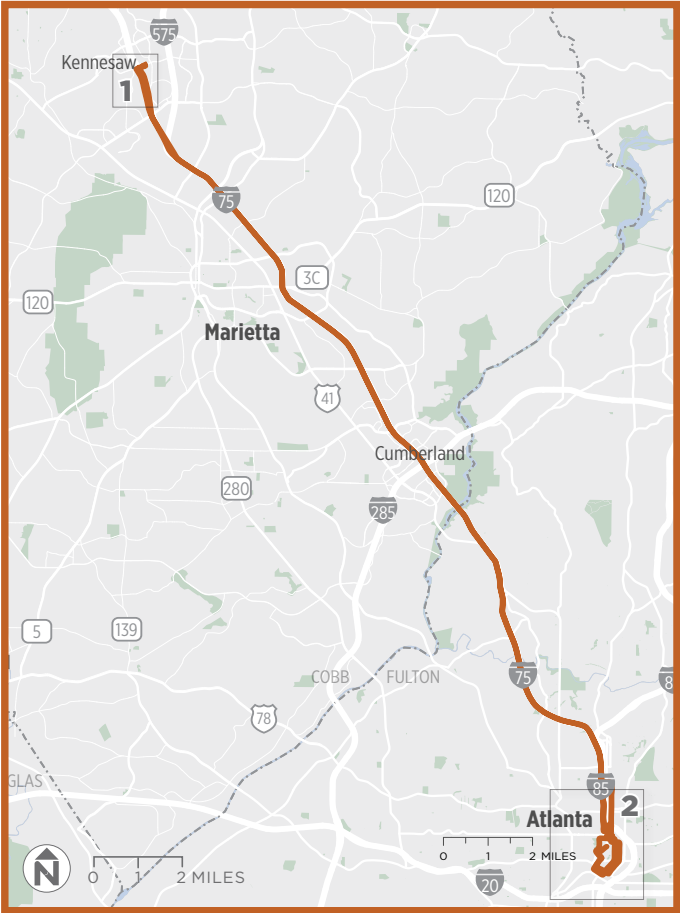 575
Kennesaw
1
75
120
3C
120
Marietta
41
Cumberland
280
285
5
139
75
COBB
FULTON
8
78
GLAS
85
2
Atlanta
0 1 2 MILES
N
0 1 2 MILES
20